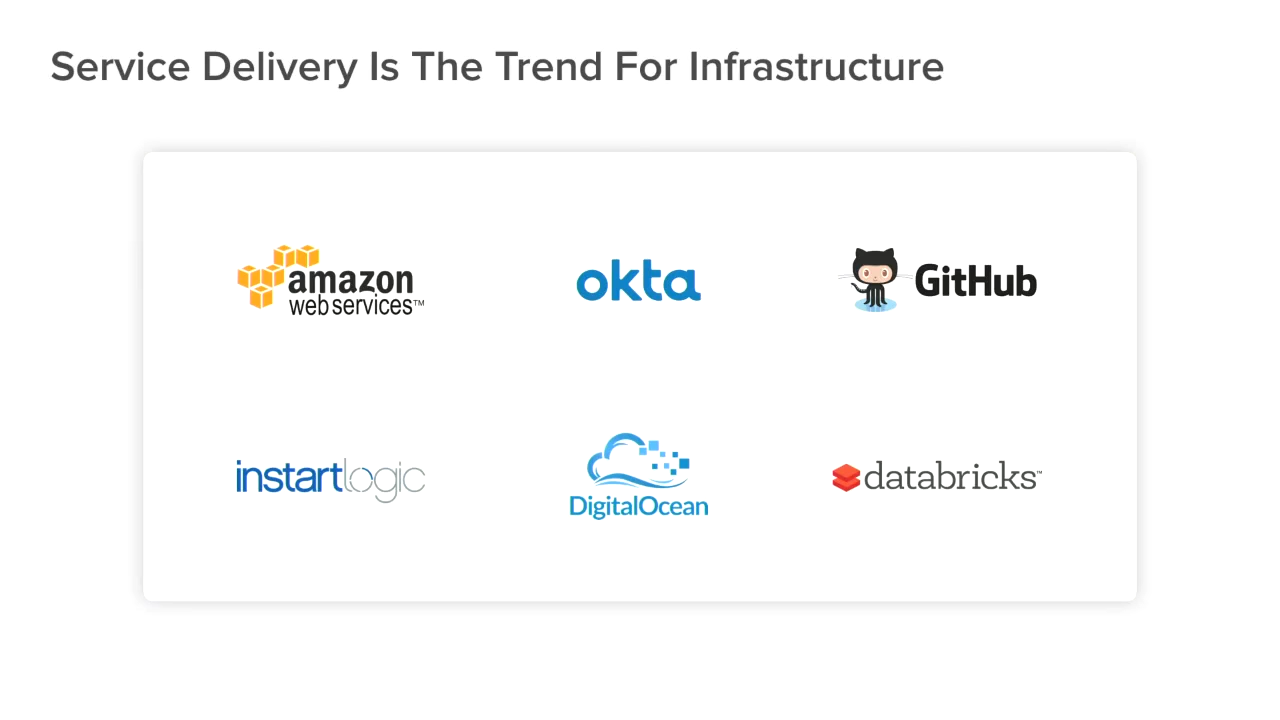 Service Delivery Is The Trend For Infrastructure
amazon
web services™
okta
GitHub
instartlogic
DigitalOcean
databricks™